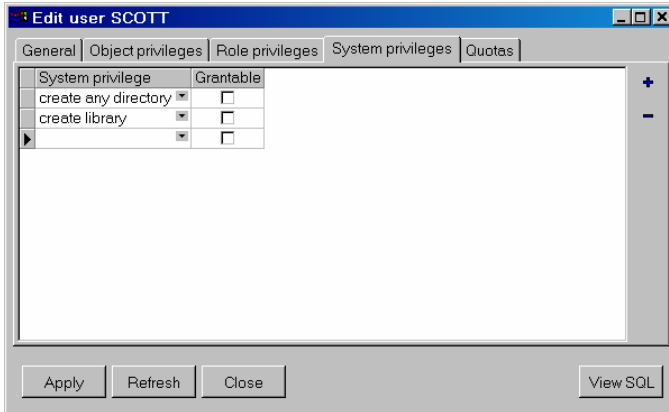 Edit user SCOTT
General Object privileges Role privileges System privileges Quotas
System privilege Grantable
create any directory
create library
Apply Refresh Close View SQL